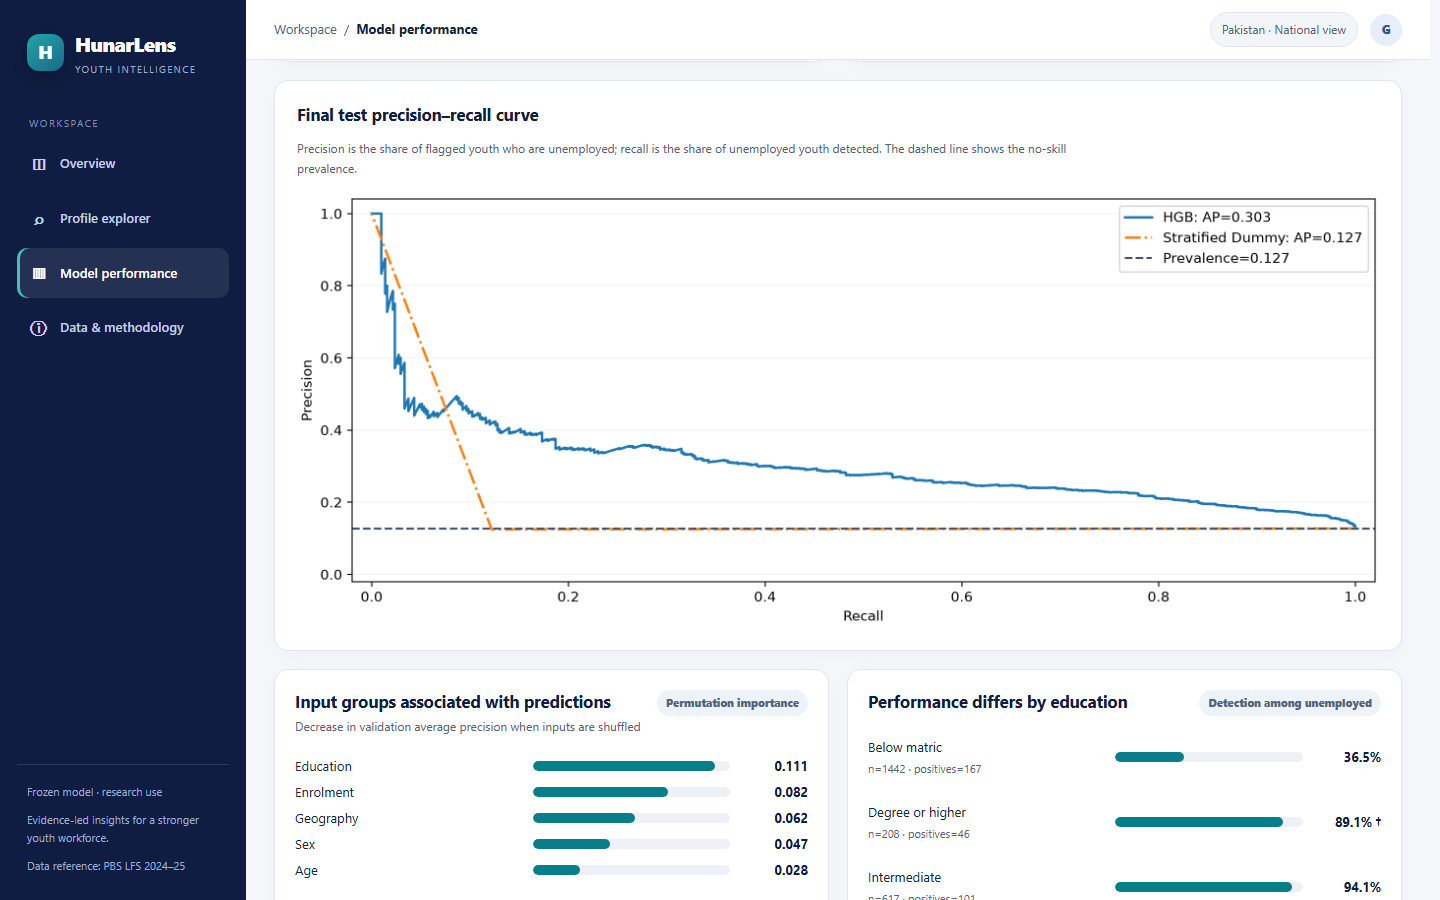 H
HunarLens
YOUTH INTELLIGENCE
WORKSPACE
Overview
Profile explorer
Model performance
Data & methodology
Frozen model · research use
Evidence-led insights for a stronger
youth workforce.
Data reference: PBS LFS 2024–25
Workspace / Model performance
Pakistan · National view
G
Final test precision–recall curve
Precision is the share of flagged youth who are unemployed; recall is the share of unemployed youth detected. The dashed line shows the no-skill
prevalence.
HGB: AP=0.303
Stratified Dummy: AP=0.127
Prevalence=0.127
Precision
1.0
0.8
0.6
0.4
0.2
0.0
0.0 0.2 0.4 0.6 0.8 1.0
Recall
Input groups associated with predictions
Permutation importance
Decrease in validation average precision when inputs are shuffled
Education 0.111
Enrolment 0.082
Geography 0.062
Sex 0.047
Age 0.028
Performance differs by education
Detection among unemployed
Below matric 36.5%
n=1442 · positives=167
Degree or higher 89.1% †
n=208 · positives=46
Intermediate 94.1%
n=617 · positives=101